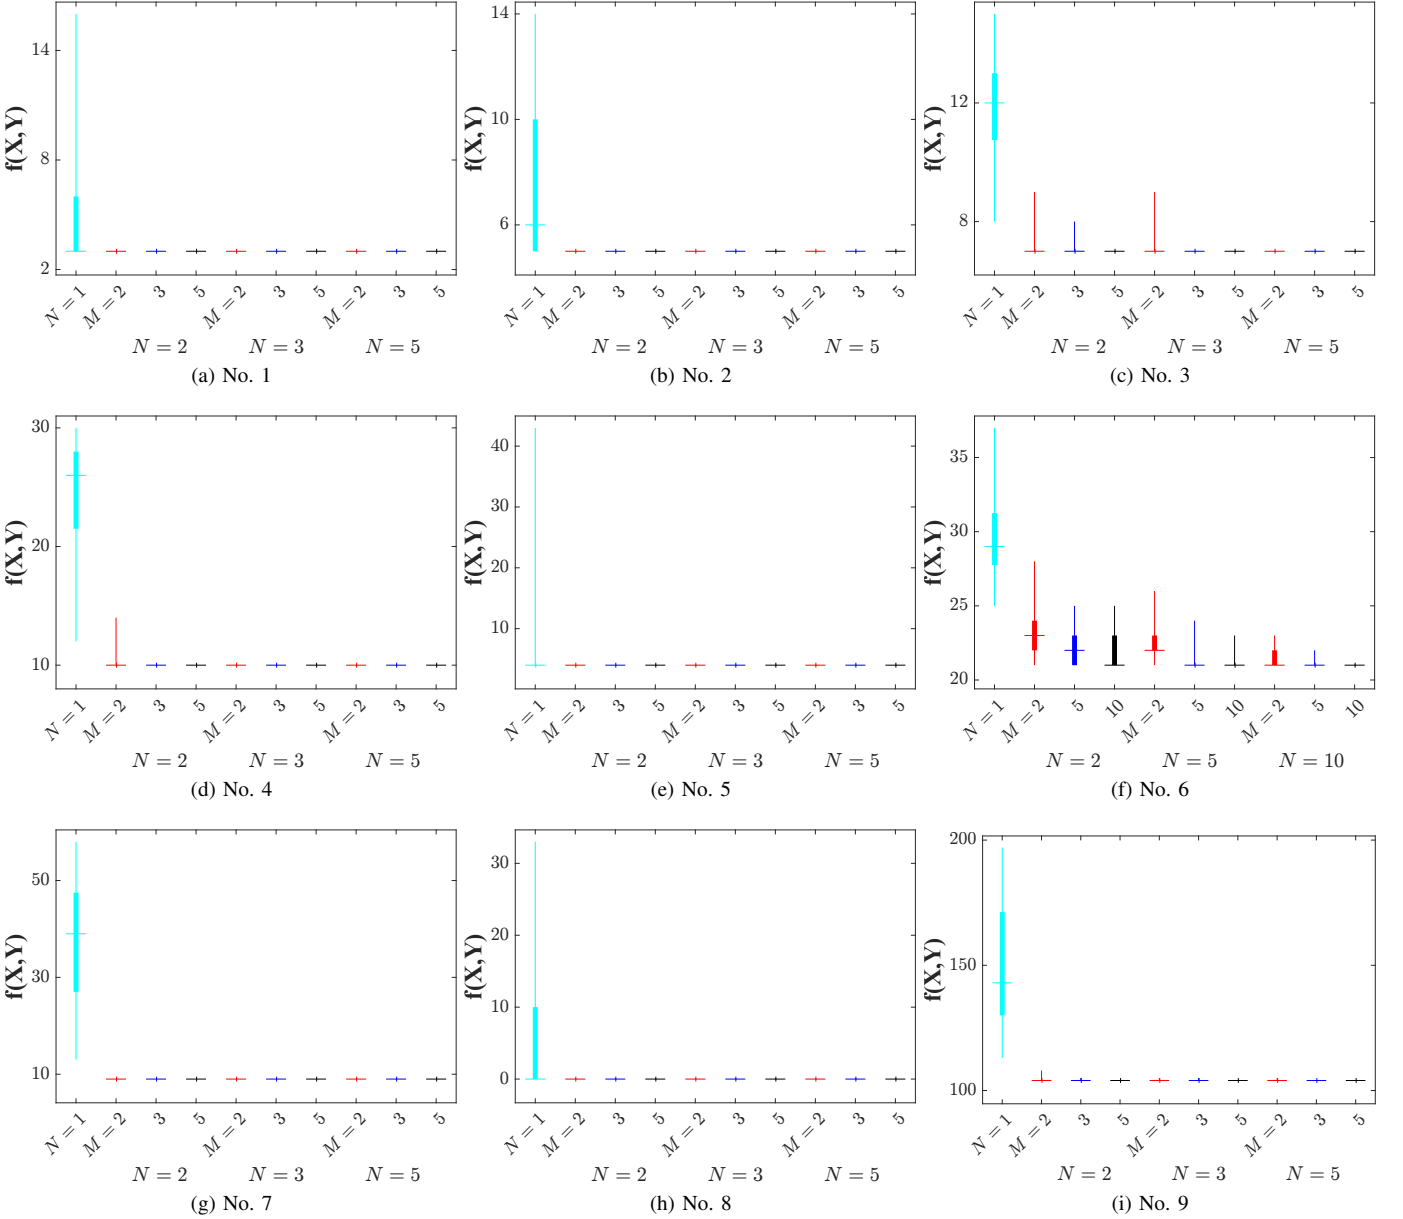 f(X,Y)
14
8
2
N = 1
M = 2
3
5
M = 2
3
5
M = 2
3
5
N = 2
N = 3
N = 5
(a) No. 1
f(X,Y)
14
10
6
N = 1
M = 2
3
5
M = 2
3
5
M = 2
3
5
N = 2
N = 3
N = 5
(b) No. 2
f(X,Y)
12
8
N = 1
M = 2
3
5
M = 2
3
5
M = 2
3
5
N = 2
N = 3
N = 5
(c) No. 3
f(X,Y)
30
20
10
N = 1
M = 2
3
5
M = 2
3
5
M = 2
3
5
N = 2
N = 3
N = 5
(d) No. 4
f(X,Y)
40
30
20
10
N = 1
M = 2
3
5
M = 2
3
5
M = 2
3
5
N = 2
N = 3
N = 5
(e) No. 5
f(X,Y)
35
30
25
20
N = 1
M = 2
5
10
M = 2
5
10
M = 2
5
10
N = 2
N = 5
N = 10
(f) No. 6
f(X,Y)
50
30
10
N = 1
M = 2
3
5
M = 2
3
5
M = 2
3
5
N = 2
N = 3
N = 5
(g) No. 7
f(X,Y)
30
20
10
0
N = 1
M = 2
3
5
M = 2
3
5
M = 2
3
5
N = 2
N = 3
N = 5
(h) No. 8
f(X,Y)
200
150
100
N = 1
M = 2
3
5
M = 2
3
5
M = 2
3
5
N = 2
N = 3
N = 5
(i) No. 9